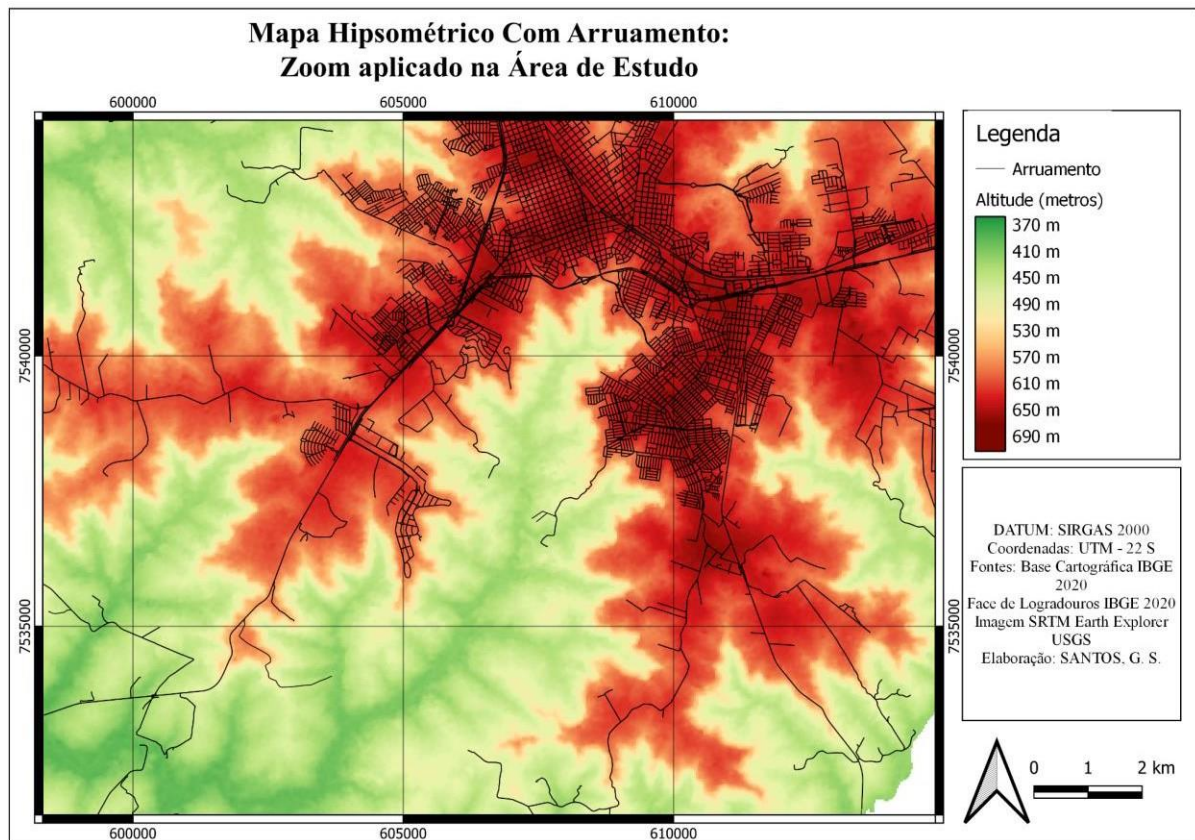 Mapa Hipsométrico Com Arruamento:
Zoom aplicado na Área de Estudo
600000 605000 610000
7540000 7540000
7535000 7535000
600000 605000 610000
Legenda
Arruamento
Altitude (metros)
370 m
410 m
450 m
490 m
530 m
570 m
610 m
650 m
690 m
DATUM: SIRGAS 2000
Coordenadas: UTM - 22 S
Fontes: Base Cartográfica IBGE
2020
Face de Logradouros IBGE 2020
Imagem SRTM Earth Explorer
USGS
Elaboração: SANTOS, G. S.
0 1 2 km